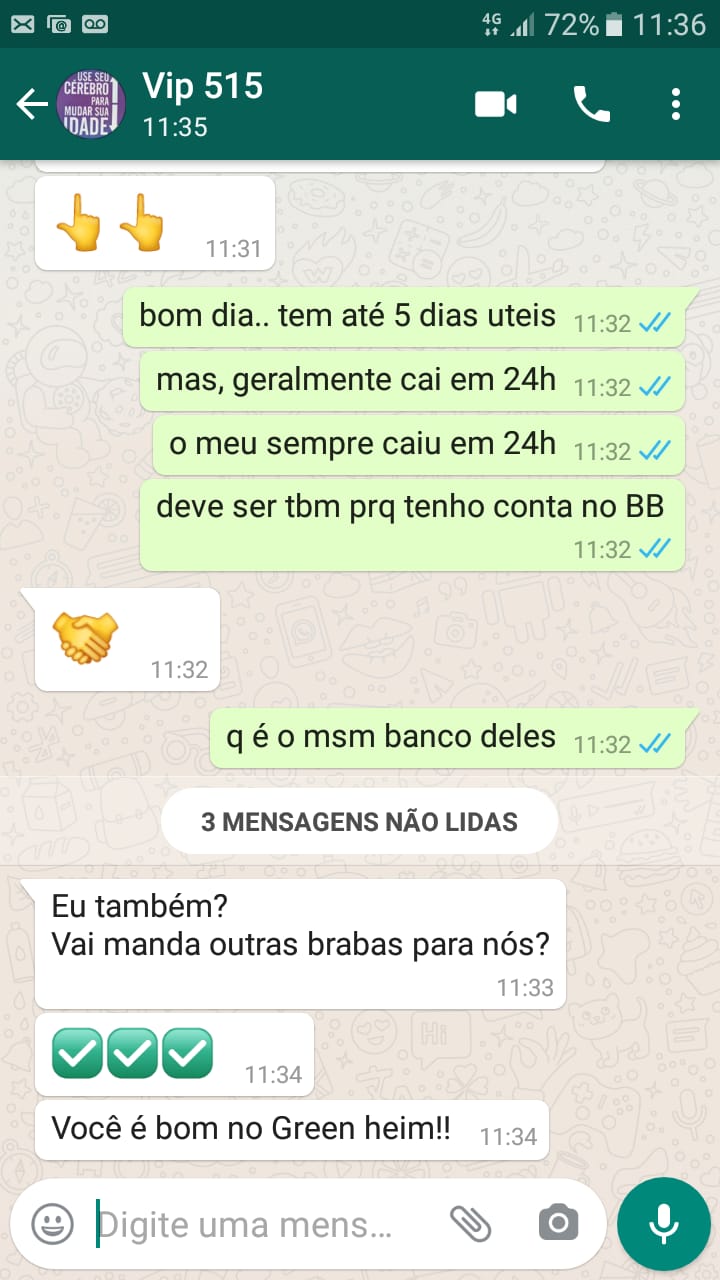 4G 72% 11:36
USE SEU
CÉREBRO
PARA
MUDAR SUA
IDADE!
Vip 515
11:35
11:31
bom dia.. tem até 5 dias uteis 11:32
mas, geralmente cai em 24h 11:32
o meu sempre caiu em 24h 11:32
deve ser tbm prq tenho conta no BB
11:32
11:32
q é o msm banco deles 11:32
3 MENSAGENS NÃO LIDAS
Eu também?
Vai manda outras brabas para nós?
11:33
11:34
Você é bom no Green heim!! 11:34
Digite uma mens...